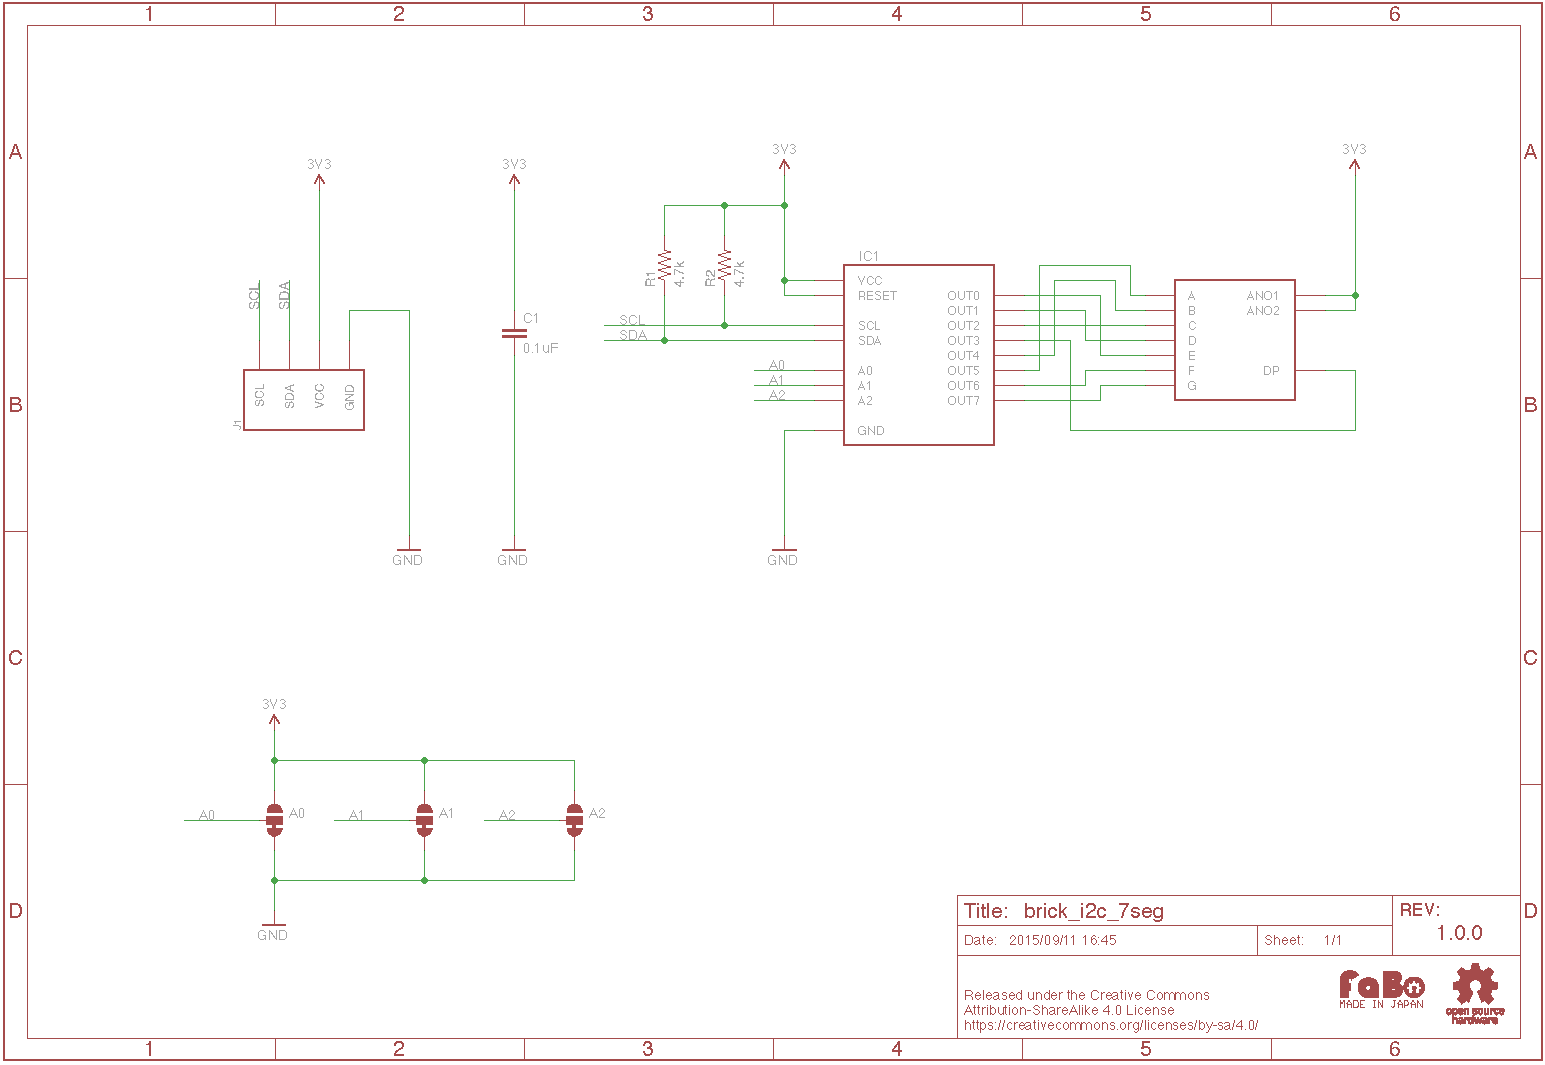 1 2 3 4 5 6
A A
3V3 3V3 3V3 3V3
IC1
R1 4.7k R2 4.7k
VCC
RESET
SCL
SDA
A0
A1
A2
GND
OUT0
OUT1
OUT2
OUT3
OUT4
OUT5
OUT6
OUT7
A
B
C
D
E
F
G
ANO1
ANO2
DP
SCL
SDA
A0
A1
A2
SCL SDA
SCL SDA VCC GND
J1
C1
0.1uF
B B
GND GND GND
C C
3V3
A0 A0 A1 A1 A2 A2
GND
D D
Title: brick_i2c_7seg
REV:
1.0.0
Date: 2015/09/11 16:45
Sheet: 1/1
Released under the Creative Commons
Attribution-ShareAlike 4.0 License
https://creativecommons.org/licenses/by-sa/4.0/
FaBo
MADE IN JAPAN
open source
hardware
1 2 3 4 5 6